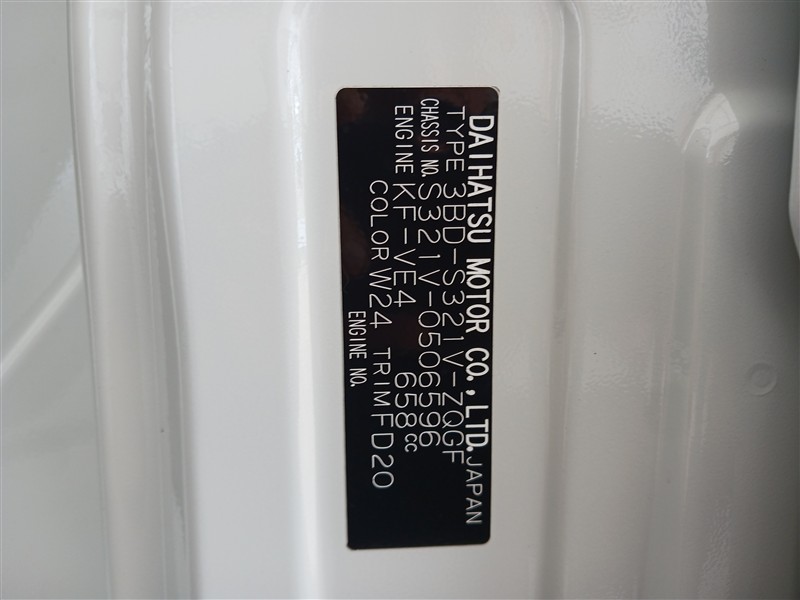 DAIHATSU MOTOR CO.,LTD. JAPAN
TYPE 3BD-S321V-ZQGF
CHASSIS NO. S321V-0506596
ENGINE KF-VE4 658cc
COLOR W24 TRIM FD20
ENGINE NO.